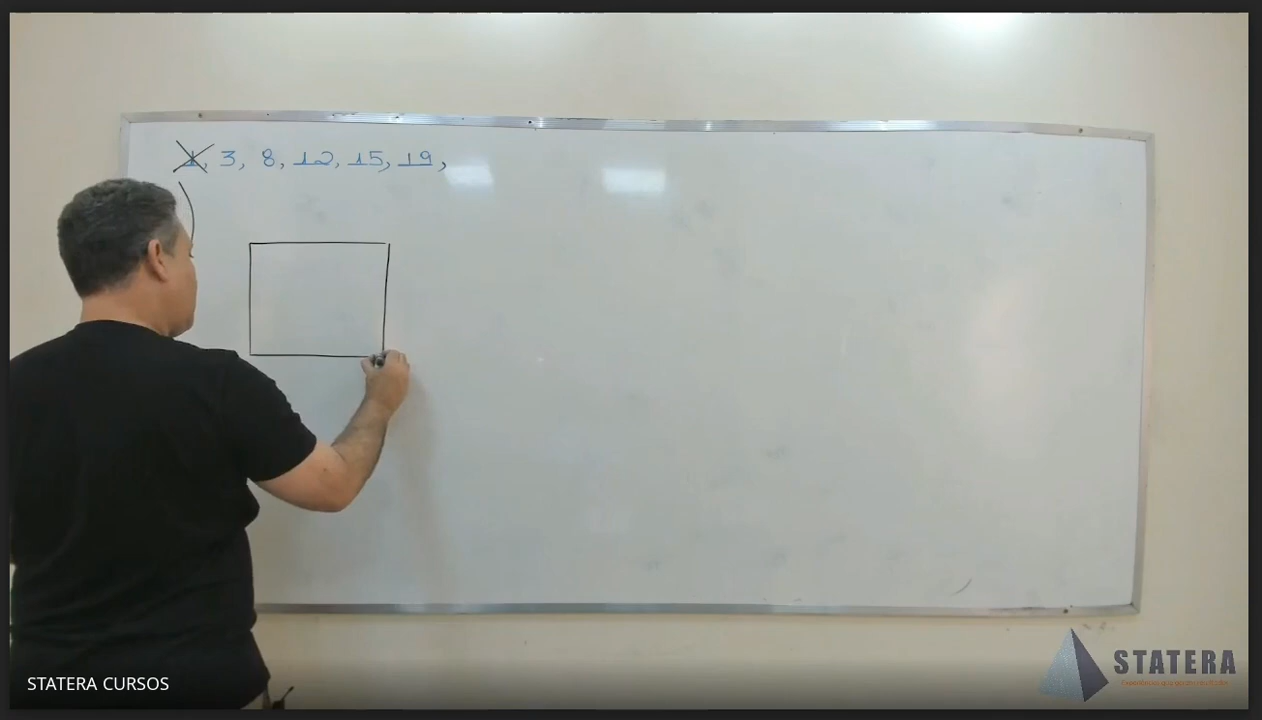 1, 3, 8, 12, 15, 19,
STATERA
STATERA CURSOS